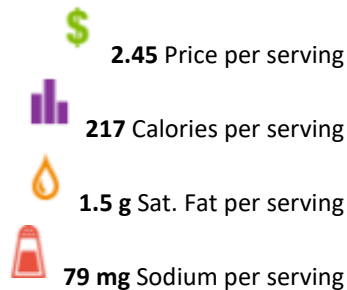 $
2.45 Price per serving
217 Calories per serving
1.5 g Sat. Fat per serving
79 mg Sodium per serving